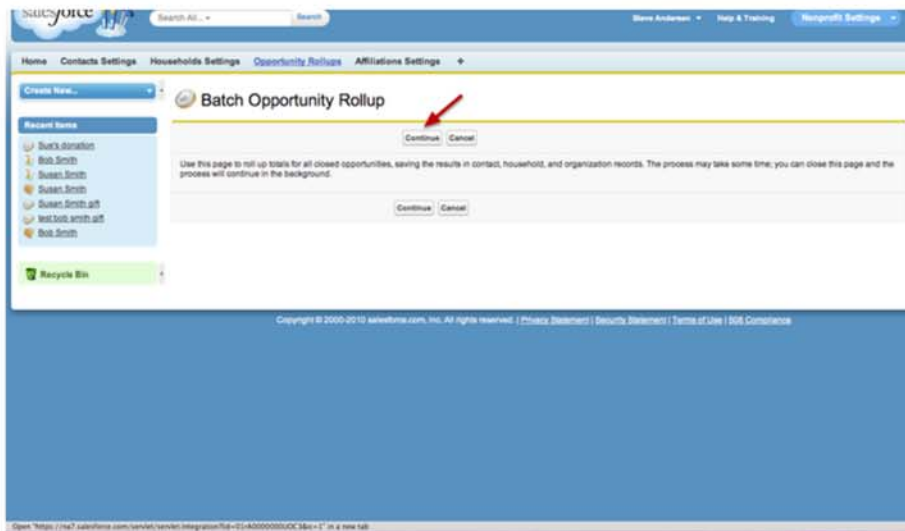 salesforce
Search All...
Search
Steve Andersen
Help & Training
Nonprofit Settings
Home Contacts Settings Households Settings Opportunity Rollups Affiliations Settings +
Create New...
Batch Opportunity Rollup
Recent Items
Continue Cancel
Sue's donation
Bob Smith
Susan Smith
Susan Smith
Susan Smith gift
test bob smith gift
Bob Smith
Use this page to roll up totals for all closed opportunities, saving the results in contact, household, and organization records. The process may take some time; you can close this page and the
process will continue in the background.
Continue Cancel
Recycle Bin
Copyright © 2000-2010 salesforce.com, inc. All rights reserved. | Privacy Statement | Security Statement | Terms of Use | 508 Compliance
in a new tab